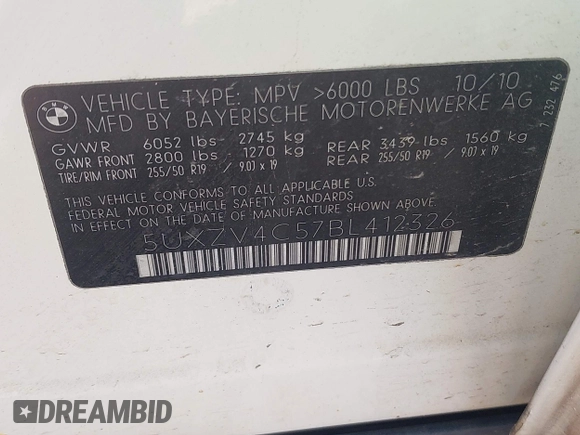 BMW
VEHICLE TYPE: MPV >6000 LBS 10/10
MFD BY BAYERISCHE MOTORENWERKE AG
GVWR 6052 lbs 2745 kg
GAWR FRONT 2800 lbs 1270 kg REAR 3439 lbs 1560 kg
TIRE/RIM FRONT 255/50 R19 / 9.0J x 19 REAR 255/50 R19 / 9.0J x 19
THIS VEHICLE CONFORMS TO ALL APPLICABLE U.S.
FEDERAL MOTOR VEHICLE SAFETY STANDARDS
IN EFFECT ON THE DATE OF MANUFACTURE SHOWN ABOVE.
5UXZV4C57BL412326
7 232 476
DREAMBID